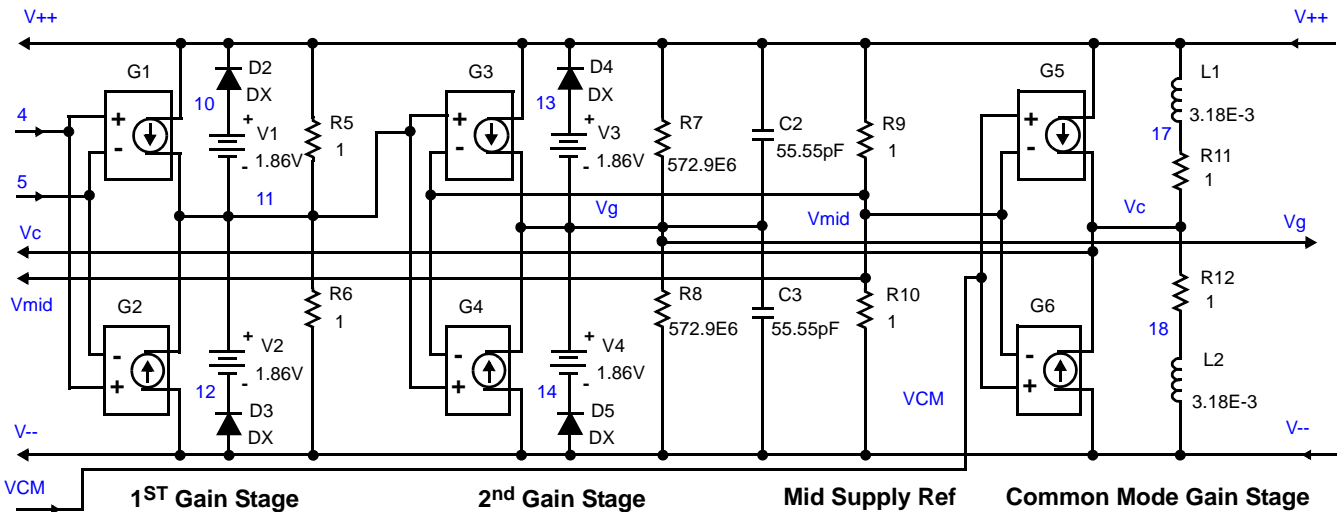 V++
V++
G1
D2
DX
G3
D4
DX
G5
L1
3.18E-3
4
10
+
V1
1.86V
-
R5
1
13
+
V3
1.86V
-
R7
572.9E6
C2
55.55pF
R9
1
17
R11
1
+
-
+
-
+
-
5
11
Vg
Vmid
Vc
Vg
Vc
Vmid
G2
R6
1
G4
R8
572.9E6
C3
55.55pF
R10
1
G6
R12
1
18
-
+
+
V2
1.86V
-
12
-
+
+
V4
1.86V
-
14
-
+
L2
3.18E-3
D3
DX
D5
DX
VCM
V--
V--
VCM
1ST Gain Stage
2nd Gain Stage
Mid Supply Ref
Common Mode Gain Stage